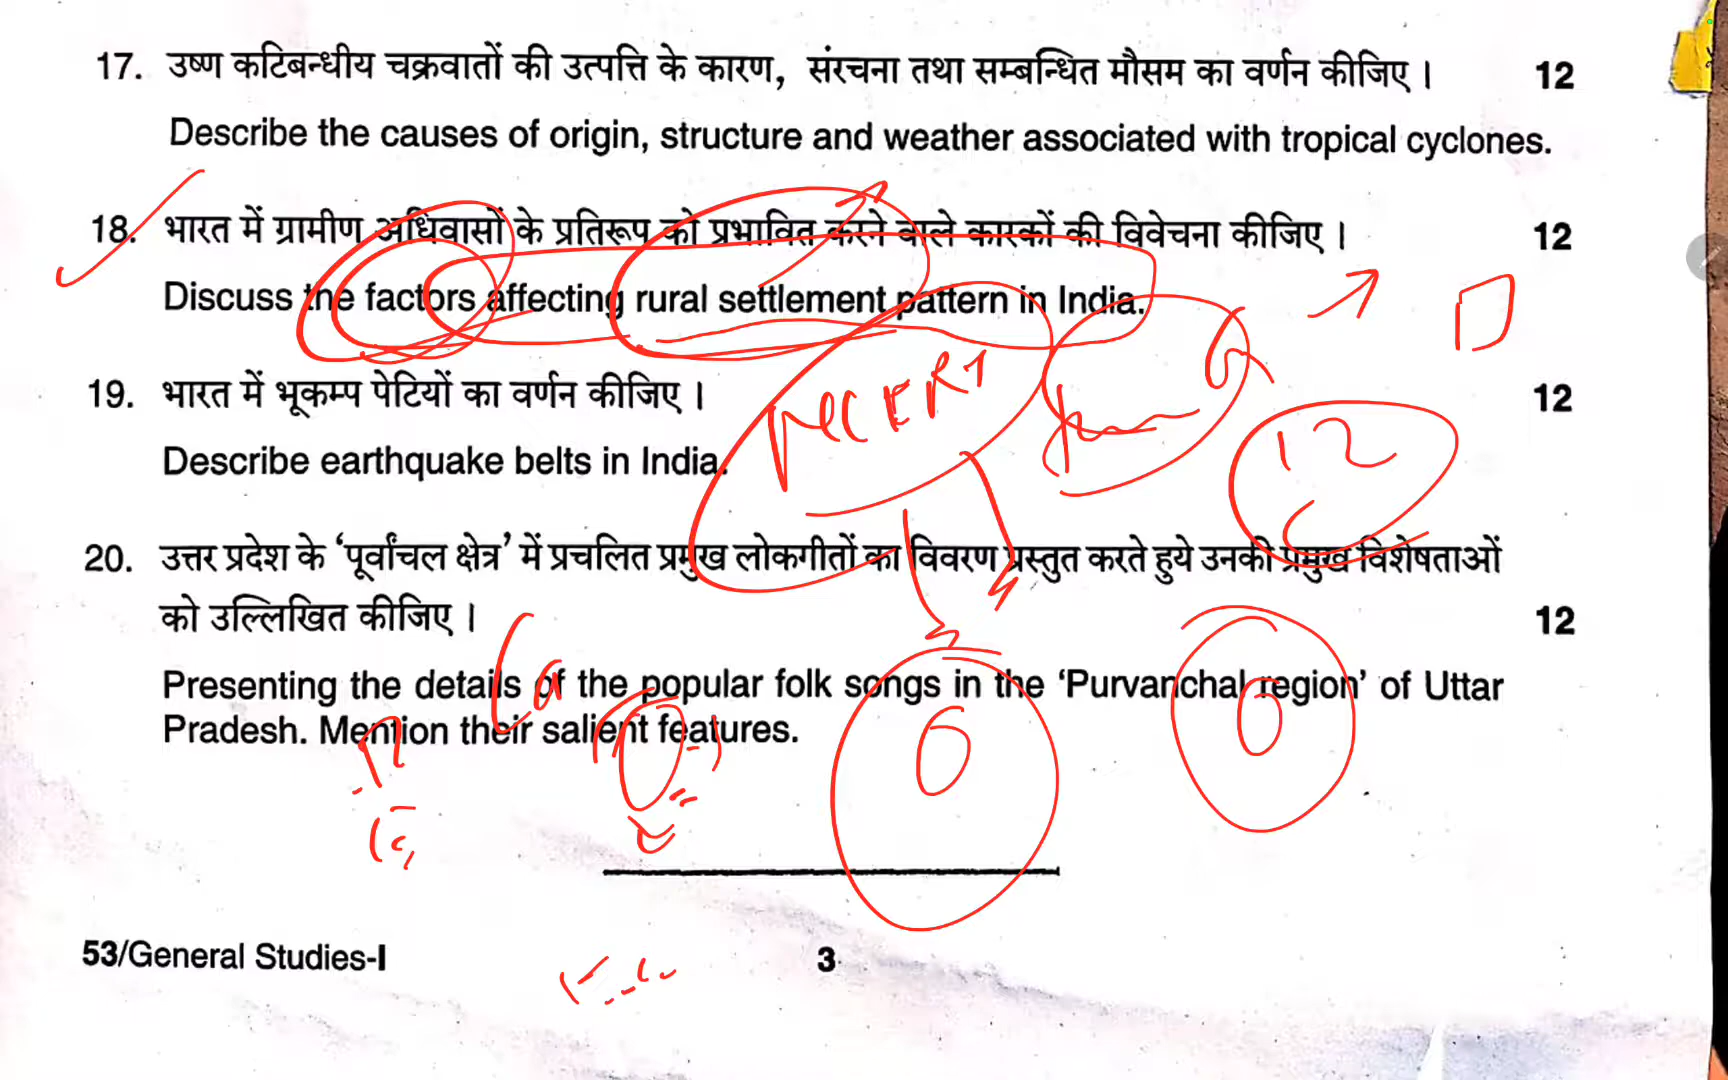 17. उष्ण कटिबन्धीय चक्रवातों की उत्पत्ति के कारण, संरचना तथा सम्बन्धित मौसम का वर्णन कीजिए। 12
Describe the causes of origin, structure and weather associated with tropical cyclones.
18. भारत में ग्रामीण अधिवासों के प्रतिरूप को प्रभावित करने वाले कारकों की विवेचना कीजिए। 12
Discuss the factors affecting rural settlement pattern in India.
NCERT
19. भारत में भूकम्प पेटियों का वर्णन कीजिए। 12
12
Describe earthquake belts in India.
20. उत्तर प्रदेश के ‘पूर्वांचल क्षेत्र’ में प्रचलित प्रमुख लोकगीतों का विवरण प्रस्तुत करते हुये उनकी प्रमुख विशेषताओं
को उल्लिखित कीजिए। 12
Presenting the details of the popular folk songs in the ‘Purvanchal region’ of Uttar
Pradesh. Mention their salient features.
6 6
53/General Studies-I 3